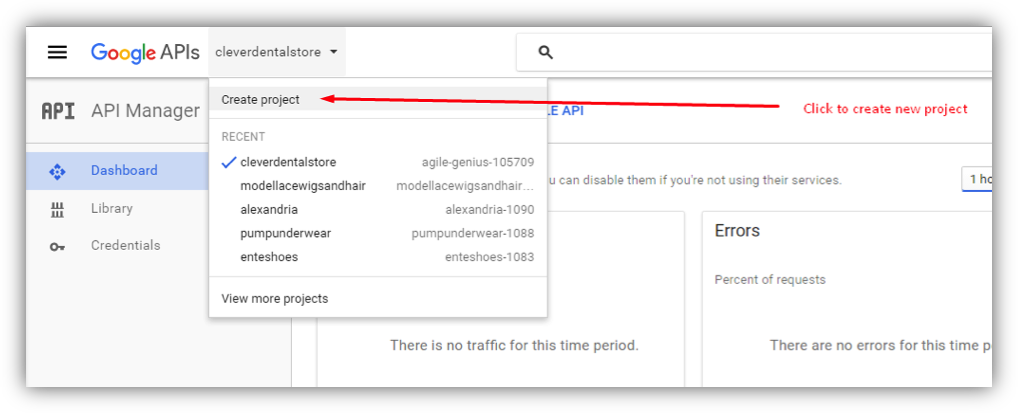 Google APIs cleverdentalstore
Create project
Click to create new project
API API Manager
LE API
RECENT
cleverdentalstore agile-genius-105709
modellacewigsandhair modellacewigsandhair...
alexandria alexandria-1090
pumpunderwear pumpunderwear-1088
enteshoes enteshoes-1083
View more projects
Dashboard
Library
Credentials
u can disable them if you're not using their services.
1 ho
Errors
Percent of requests
There is no traffic for this time period.
There are no errors for this time p